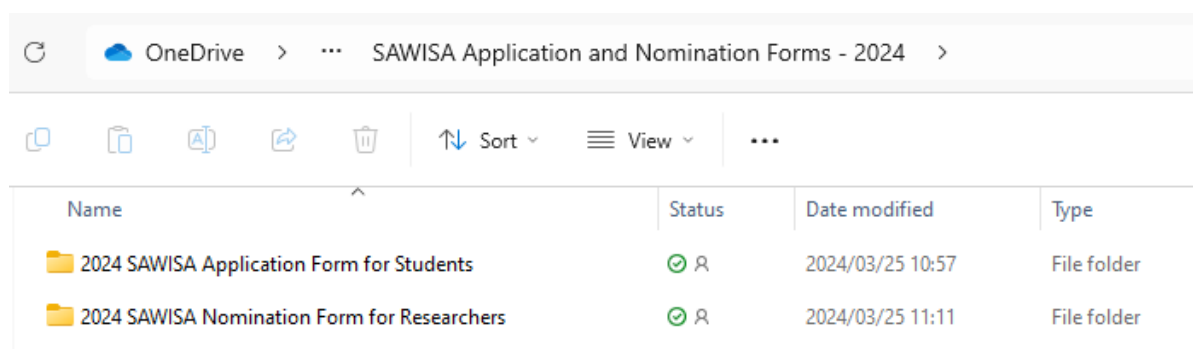 OneDrive > ··· SAWISA Application and Nomination Forms - 2024 >
Sort View ···
Name Status Date modified Type
2024 SAWISA Application Form for Students 2024/03/25 10:57 File folder
2024 SAWISA Nomination Form for Researchers 2024/03/25 11:11 File folder